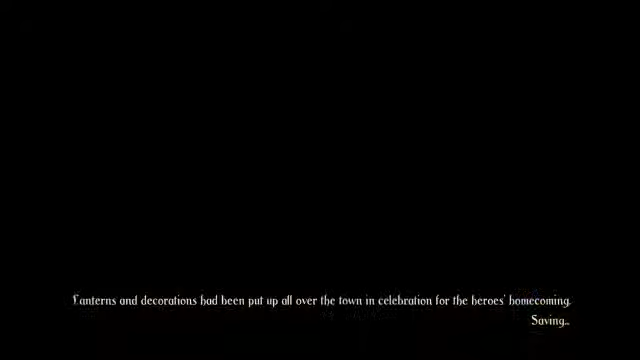 Lanterns and decorations had been put up all over the town in celebration for the heroes' homecoming.
Saving...